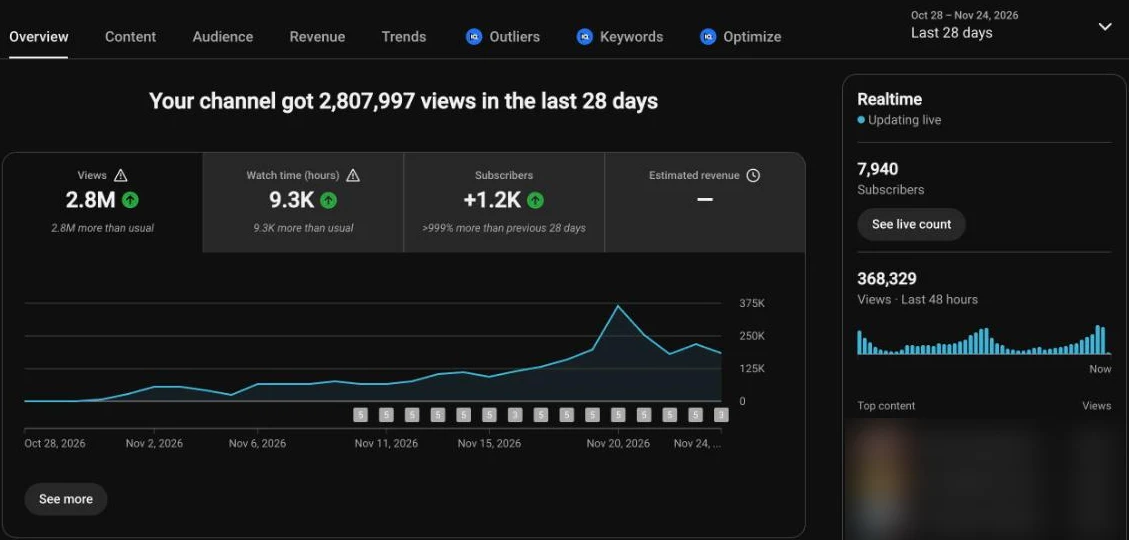 Overview Content Audience Revenue Trends Outliers Keywords Optimize
Oct 28 – Nov 24, 2026
Last 28 days
Your channel got 2,807,997 views in the last 28 days
Views
2.8M
2.8M more than usual
Watch time (hours)
9.3K
9.3K more than usual
Subscribers
+1.2K
>999% more than previous 28 days
Estimated revenue
—
375K
250K
125K
0
5 5 5 5 5 5 3 5 5 5 5 5 5 5 3
Oct 28, 2026 Nov 2, 2026 Nov 6, 2026 Nov 11, 2026 Nov 15, 2026 Nov 20, 2026 Nov 24, ...
See more
Realtime
Updating live
7,940
Subscribers
See live count
368,329
Views · Last 48 hours
Now
Top content Views